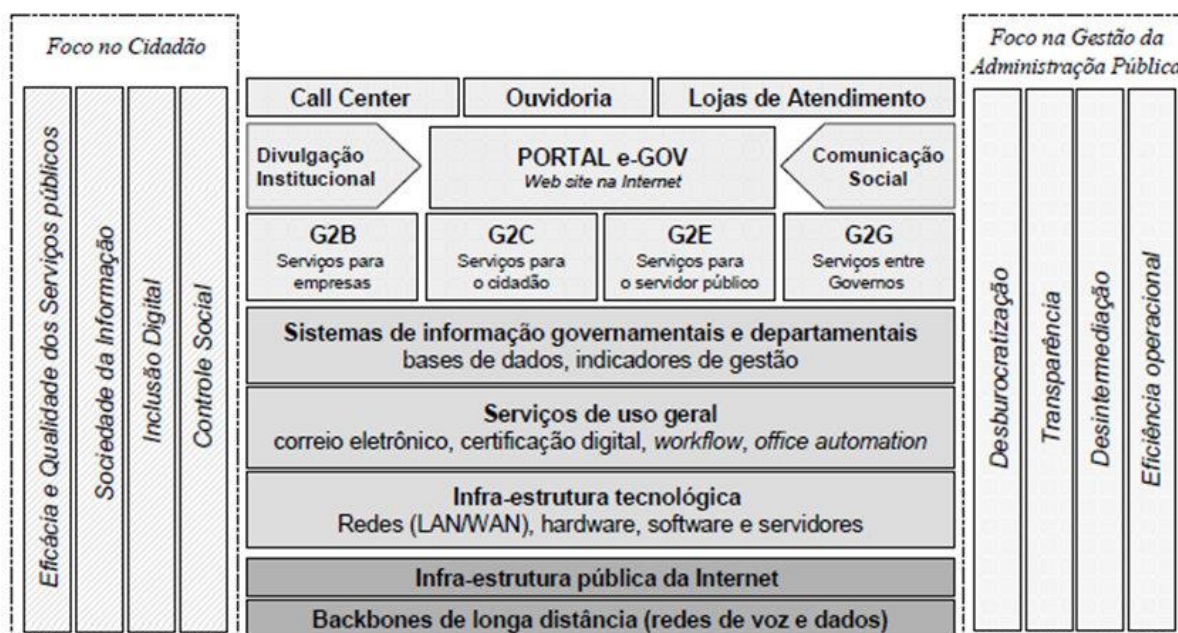 Foco no Cidadão
Eficácia e Qualidade dos Serviços públicos
Sociedade da Informação
Inclusão Digital
Controle Social
Call Center
Ouvidoria
Lojas de Atendimento
Divulgação
Institucional
PORTAL e-GOV
Web site na Internet
Comunicação
Social
G2B
Serviços para
empresas
G2C
Serviços para
o cidadão
G2E
Serviços para
o servidor público
G2G
Serviços entre
Governos
Sistemas de informação governamentais e departamentais
bases de dados, indicadores de gestão
Serviços de uso geral
correio eletrônico, certificação digital, workflow, office automation
Infra-estrutura tecnológica
Redes (LAN/WAN), hardware, software e servidores
Infra-estrutura pública da Internet
Backbones de longa distância (redes de voz e dados)
Foco na Gestão da
Administração Pública
Desburocratização
Transparência
Desintermediação
Eficiência operacional